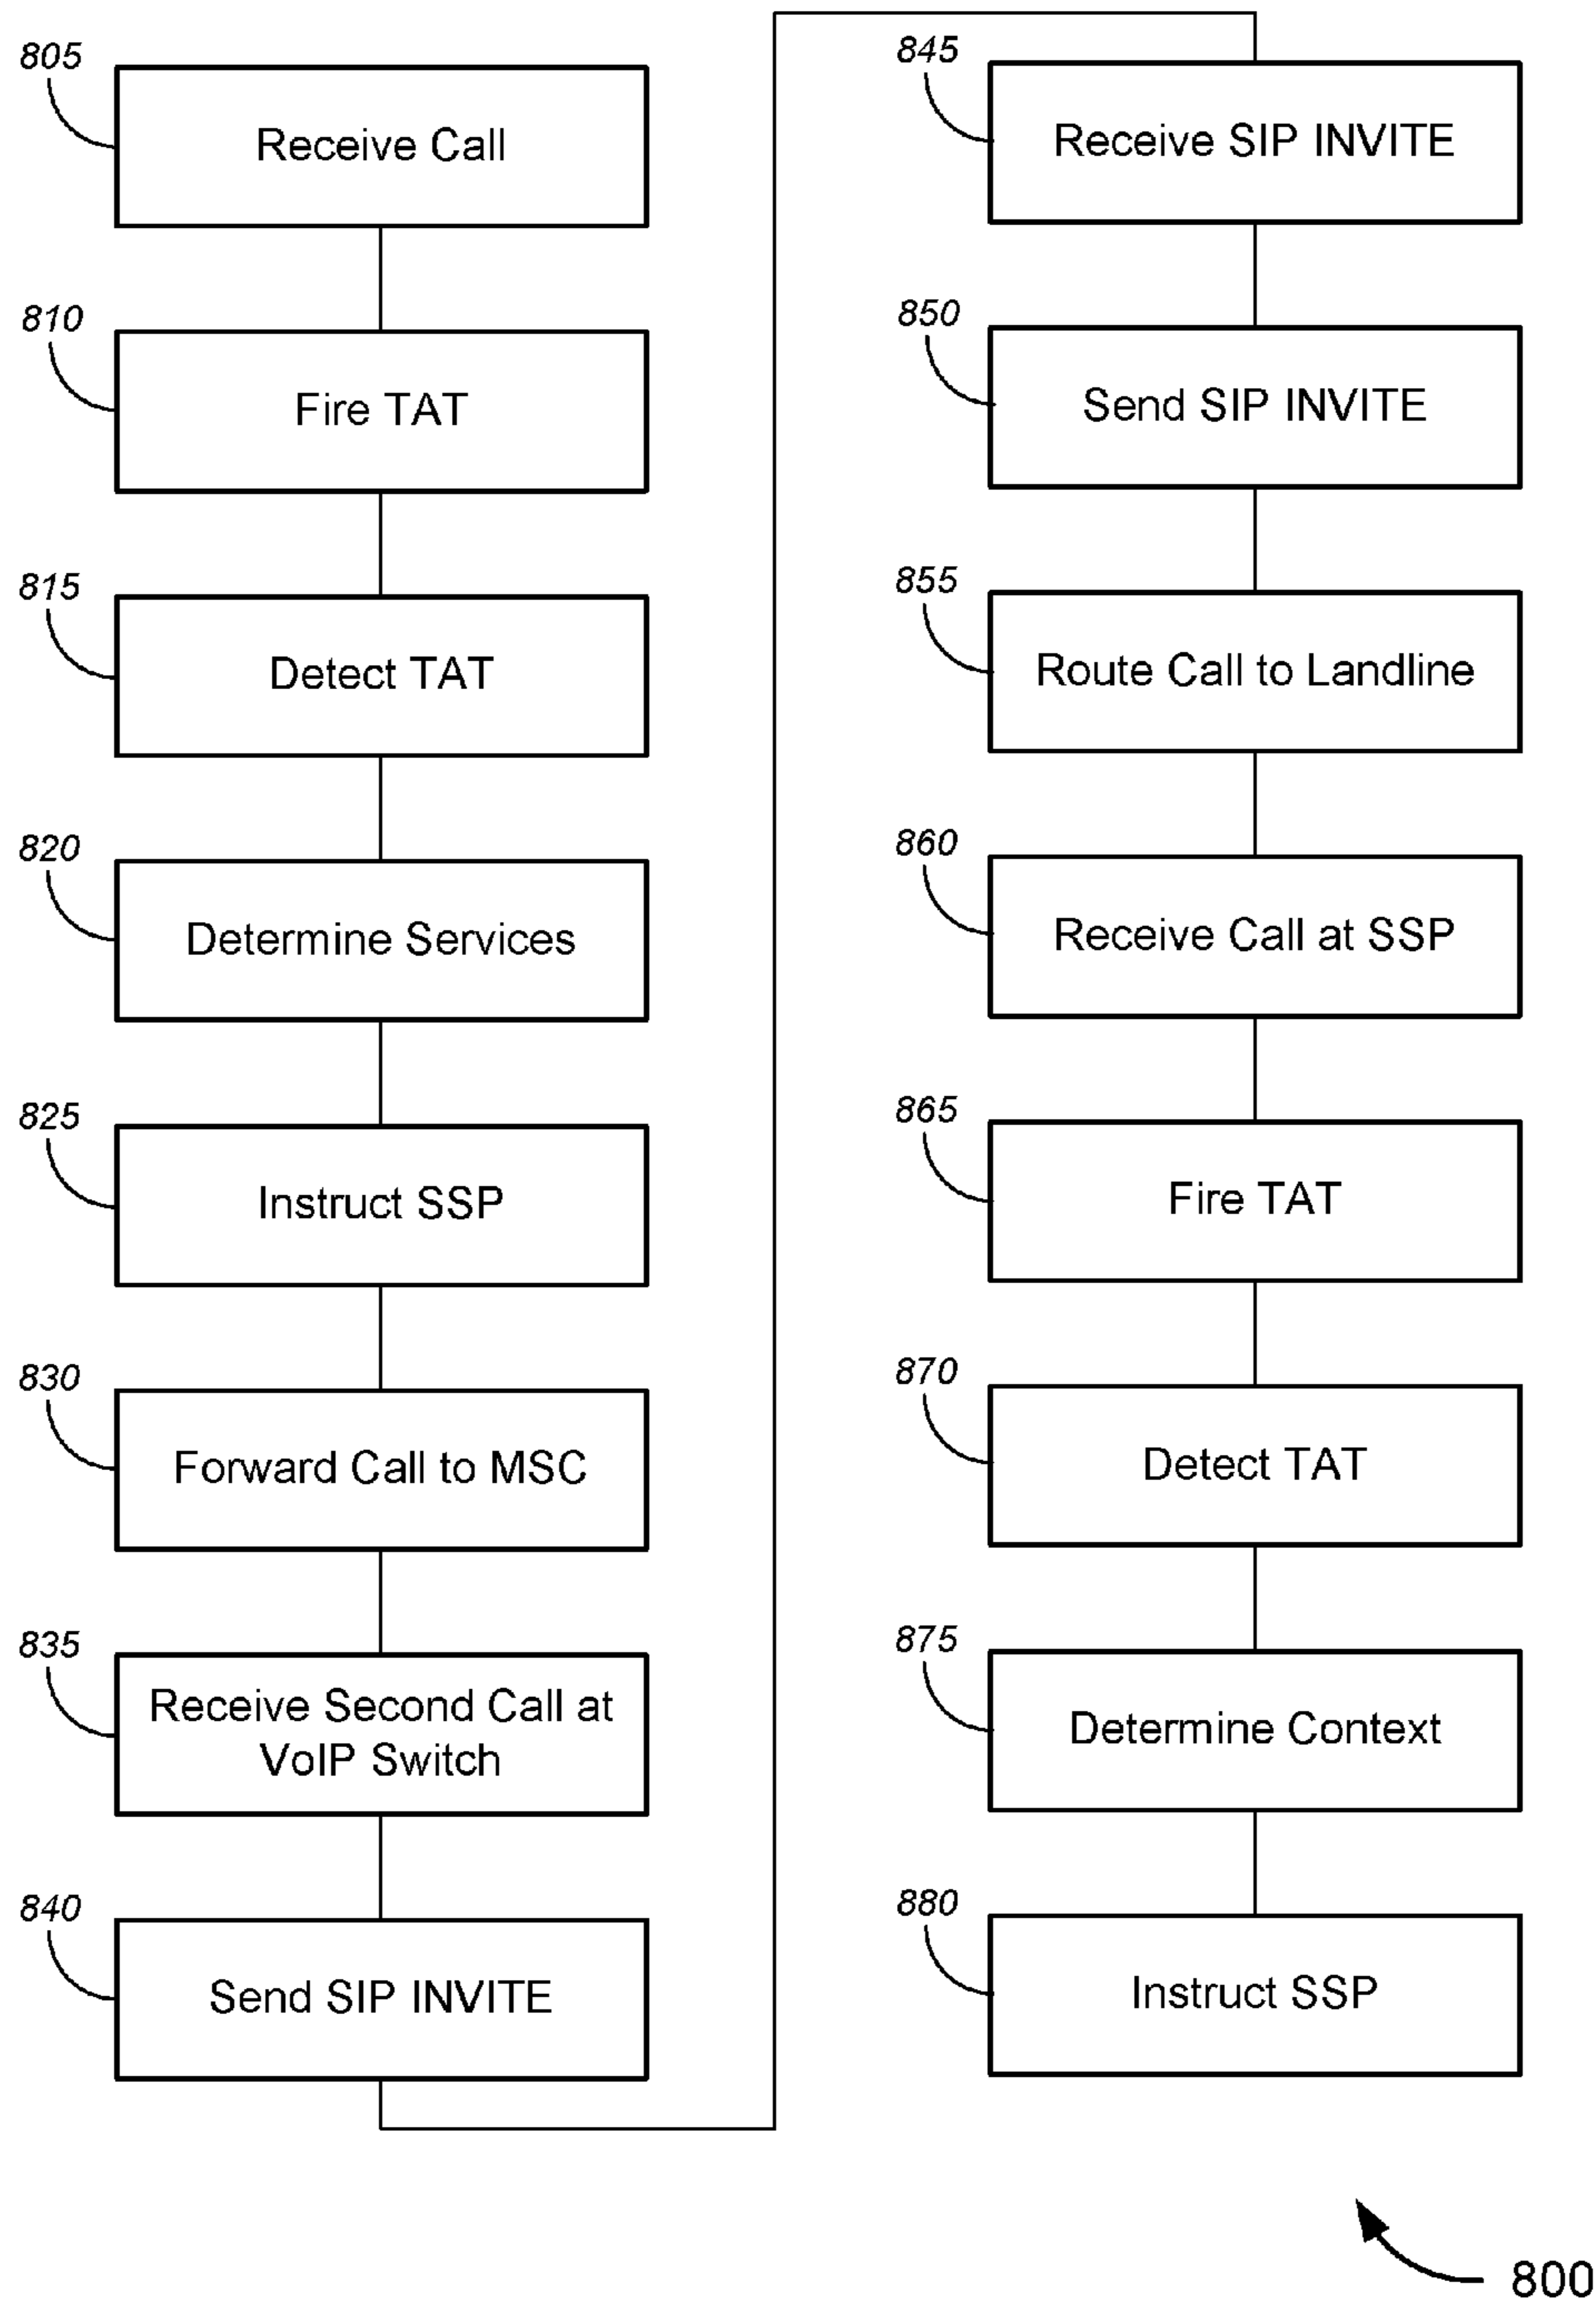 805
Receive Call
810
Fire TAT
815
Detect TAT
820
Determine Services
825
Instruct SSP
830
Forward Call to MSC
835
Receive Second Call at
VoIP Switch
840
Send SIP INVITE
845
Receive SIP INVITE
850
Send SIP INVITE
855
Route Call to Landline
860
Receive Call at SSP
865
Fire TAT
870
Detect TAT
875
Determine Context
880
Instruct SSP
800